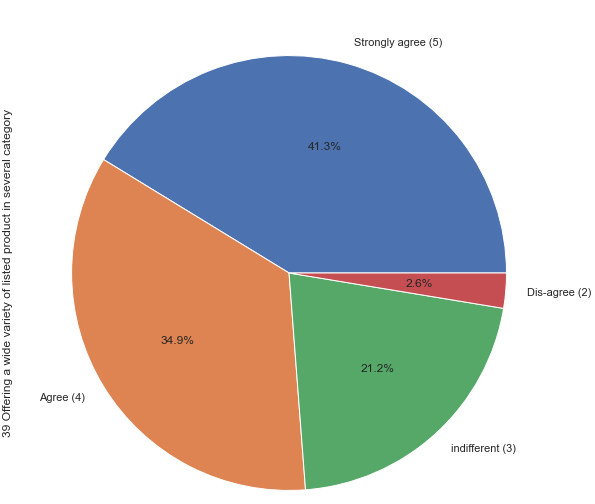 Strongly agree (5)
41.3%
39 Offering a wide variety of listed product in several category
2.6%
Dis-agree (2)
34.9%
21.2%
Agree (4)
indifferent (3)